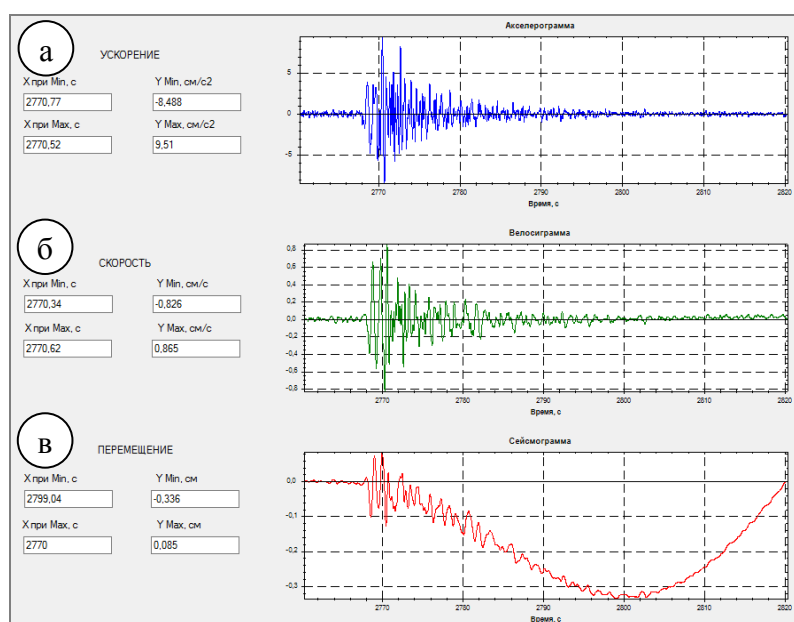 а
УСКОРЕНИЕ
X при Min, с Y Min, см/с2
2770,77 -8,488
X при Max, с Y Max, см/с2
2770,52 9,51
Акселерограмма
5
0
-5
2770 2780 2790 2800 2810 2820
Время, с
б
СКОРОСТЬ
X при Min, с Y Min, см/с
2770,34 -0,826
X при Max, с Y Max, см/с
2770,62 0,865
Велосиграмма
0,8
0,6
0,4
0,2
0,0
-0,2
-0,4
-0,6
-0,8
2770 2780 2790 2800 2810 2820
Время, с
в
ПЕРЕМЕЩЕНИЕ
X при Min, с Y Min, см
2799,04 -0,336
X при Max, с Y Max, см
2770 0,085
Сейсмограмма
0,0
-0,1
-0,2
-0,3
2770 2780 2790 2800 2810 2820
Время, с